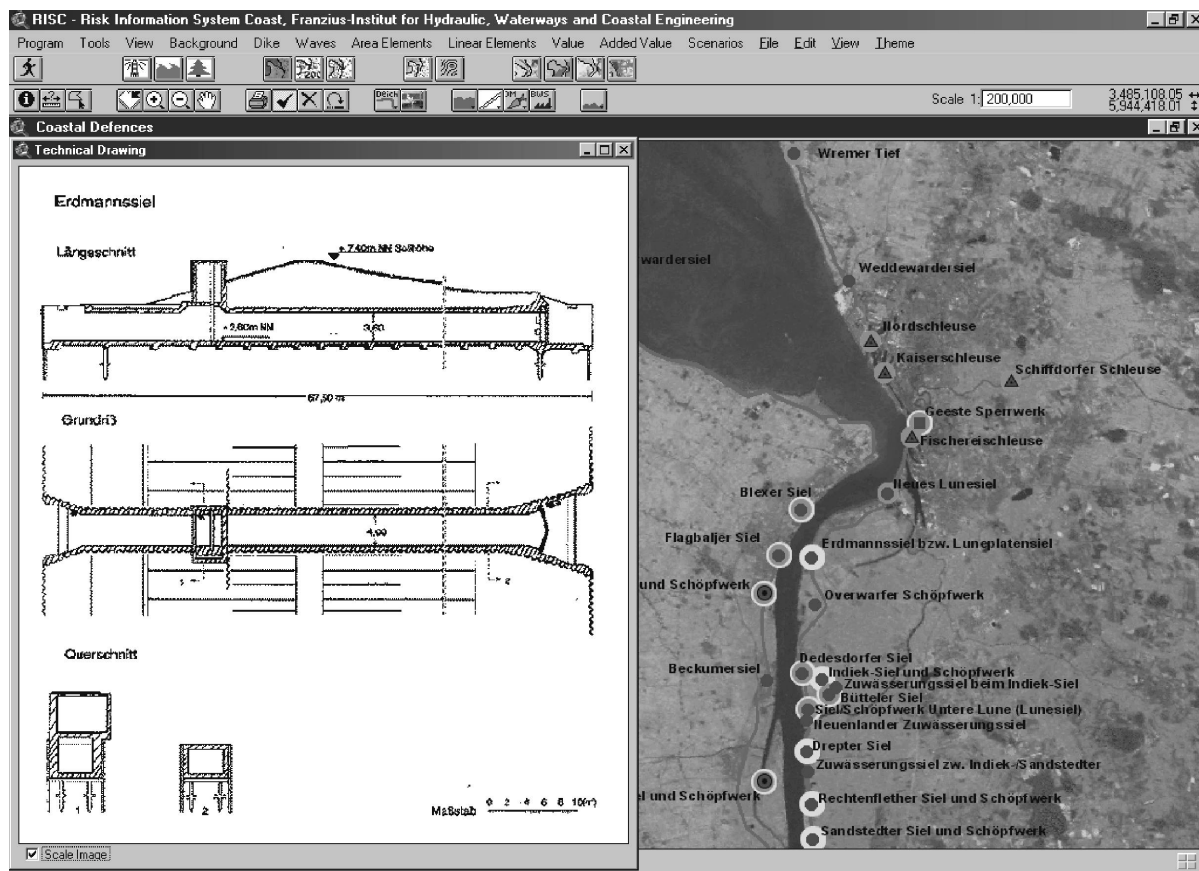 RISC - Risk Information System Coast, Franzius-Institut for Hydraulic, Waterways and Coastal Engineering
Program Tools View Background Dike Waves Area Elements Linear Elements Value Added Value Scenarios File Edit View Theme
Deich
BWS
Scale 1: 200,000
3,485,108.05
5,944,418.01
Coastal Defences
Technical Drawing
Erdmannssiel
Längeschnitt
+ 7.40m NN Sollhöhe
- 2,60m NN
67,50 m
Grundriß
4,00
Querschnitt
1
2
Maßstab
0 2 4 6 8 10(m)
Scale Image
Wremer Tief
wardersiel
Weddewardersiel
Nordschleuse
Kaiserschleuse
Schiffdorfer Schleuse
Geeste Sperrwerk
Fischereischleuse
Neues Lunesiel
Blexer Siel
Flagbaljer Siel
Erdmannssiel bzw. Luneplatensiel
und Schöpfwerk
Overwarfer Schöpfwerk
Dedesdorfer Siel
Beckumersiel
Indiek-Siel und Schöpfwerk
Zuwässerungssiel beim Indiek-Siel
Bütteler Siel
Siel/Schöpfwerk Untere Lune (Lunesiel)
Neuenlander Zuwässerungssiel
Drepter Siel
Zuwässerungssiel zw. Indiek-/Sandstedter
el und Schöpfwerk
Rechtenflether Siel und Schöpfwerk
Sandstedter Siel und Schöpfwerk